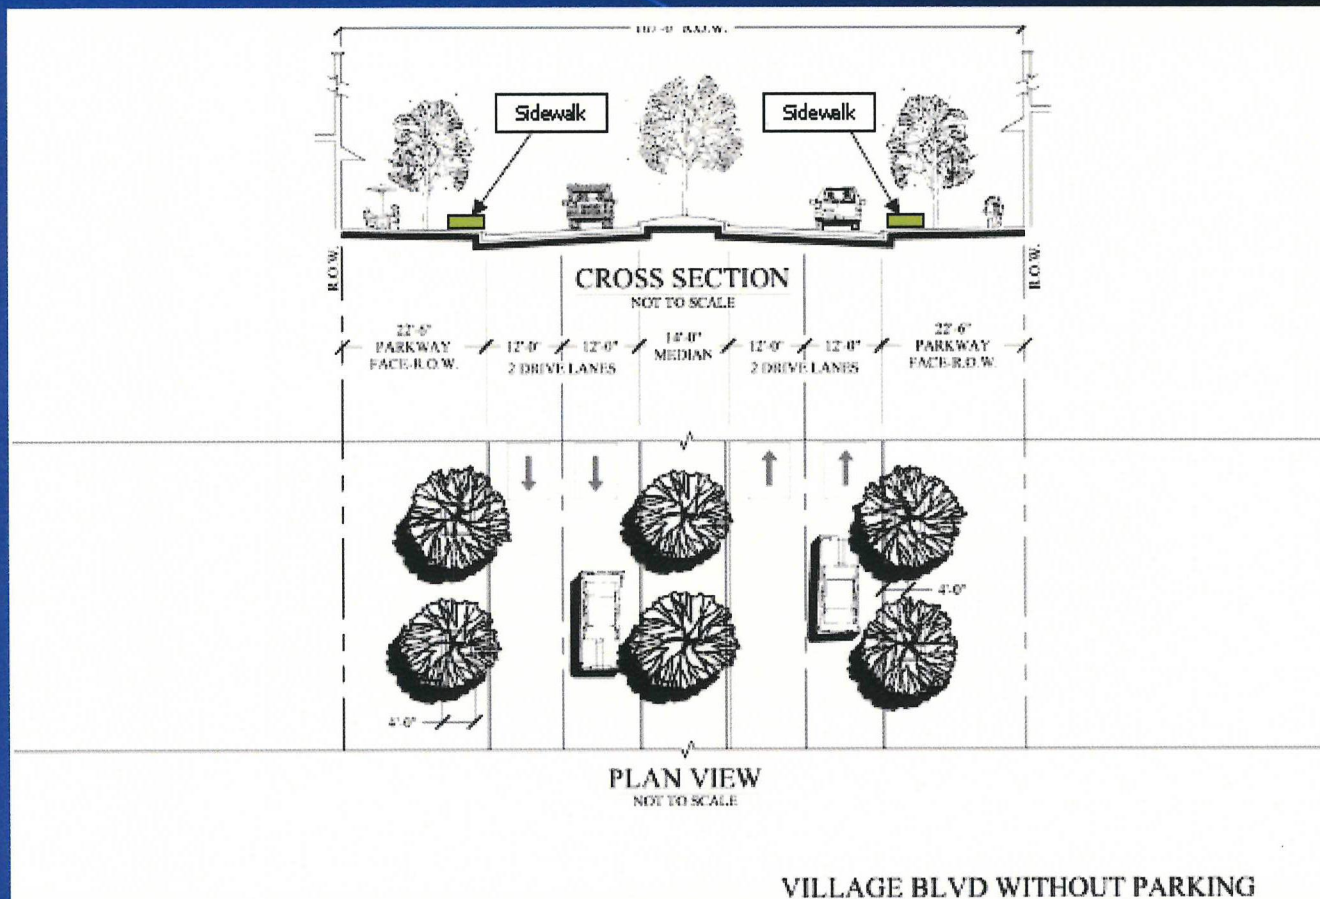 107'-0" R.O.W.
Sidewalk
Sidewalk
R.O.W.
R.O.W.
CROSS SECTION
NOT TO SCALE
22'-6"
PARKWAY
FACE-R.O.W.
12'-0"
12'-0"
2 DRIVE LANES
14'-0"
MEDIAN
12'-0"
12'-0"
2 DRIVE LANES
22'-6"
PARKWAY
FACE-R.O.W.
4'-0"
4'-0"
PLAN VIEW
NOT TO SCALE
VILLAGE BLVD WITHOUT PARKING